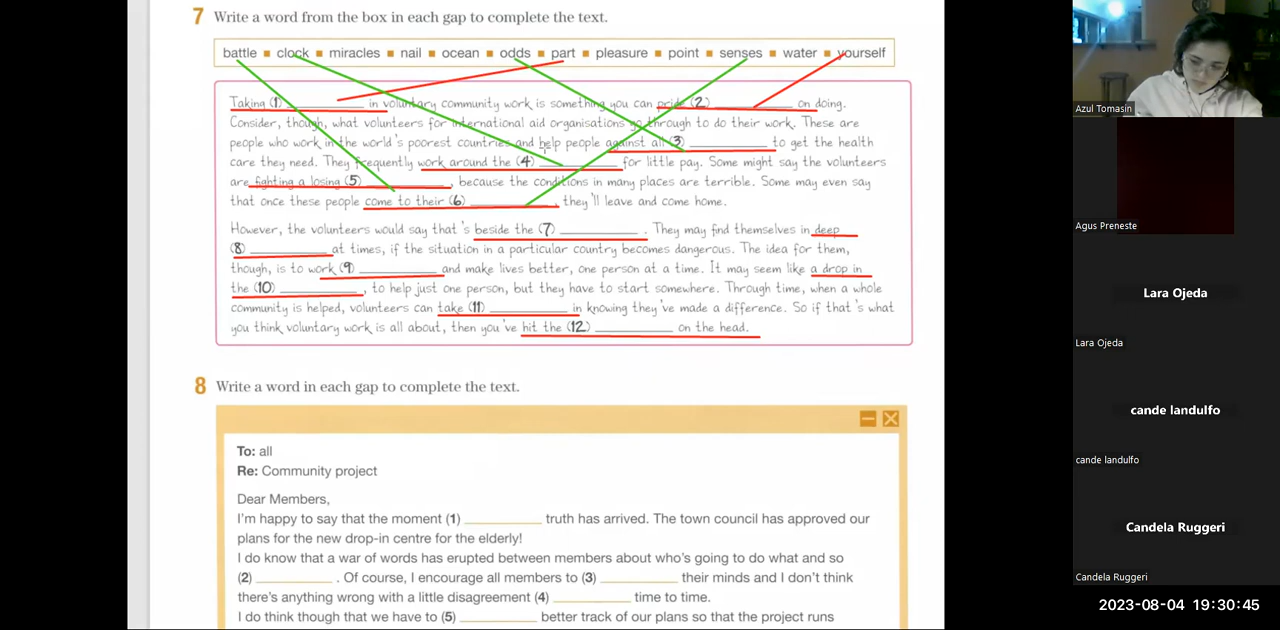 7 Write a word from the box in each gap to complete the text.
battle ■ clock ■ miracles ■ nail ■ ocean ■ odds ■ part ■ pleasure ■ point ■ senses ■ water ■ yourself
Taking (1) __________ in voluntary community work is something you can pride (2) __________ on doing.
Consider, though, what volunteers for international aid organisations go through to do their work. These are
people who work in the world's poorest countries and help people against all (3) __________ to get the health
care they need. They frequently work around the (4) __________ for little pay. Some might say the volunteers
are fighting a losing (5) __________, because the conditions in many places are terrible. Some may even say
that once these people come to their (6) __________, they'll leave and come home.
However, the volunteers would say that's beside the (7) __________. They may find themselves in deep
(8) __________ at times, if the situation in a particular country becomes dangerous. The idea for them,
though, is to work (9) __________ and make lives better, one person at a time. It may seem like a drop in
the (10) __________, to help just one person, but they have to start somewhere. Through time, when a whole
community is helped, volunteers can take (11) __________ in knowing they've made a difference. So if that's what
you think voluntary work is all about, then you've hit the (12) __________ on the head.
8 Write a word in each gap to complete the text.
To: all
Re: Community project
Dear Members,
I'm happy to say that the moment (1) __________ truth has arrived. The town council has approved our
plans for the new drop-in centre for the elderly!
I do know that a war of words has erupted between members about who's going to do what and so
(2) __________. Of course, I encourage all members to (3) __________ their minds and I don't think
there's anything wrong with a little disagreement (4) __________ time to time.
I do think though that we have to (5) __________ better track of our plans so that the project runs
Azul Tomasin
Agus Preneste
Lara Ojeda
Lara Ojeda
cande landulfo
cande landulfo
Candela Ruggeri
Candela Ruggeri
2023-08-04 19:30:45